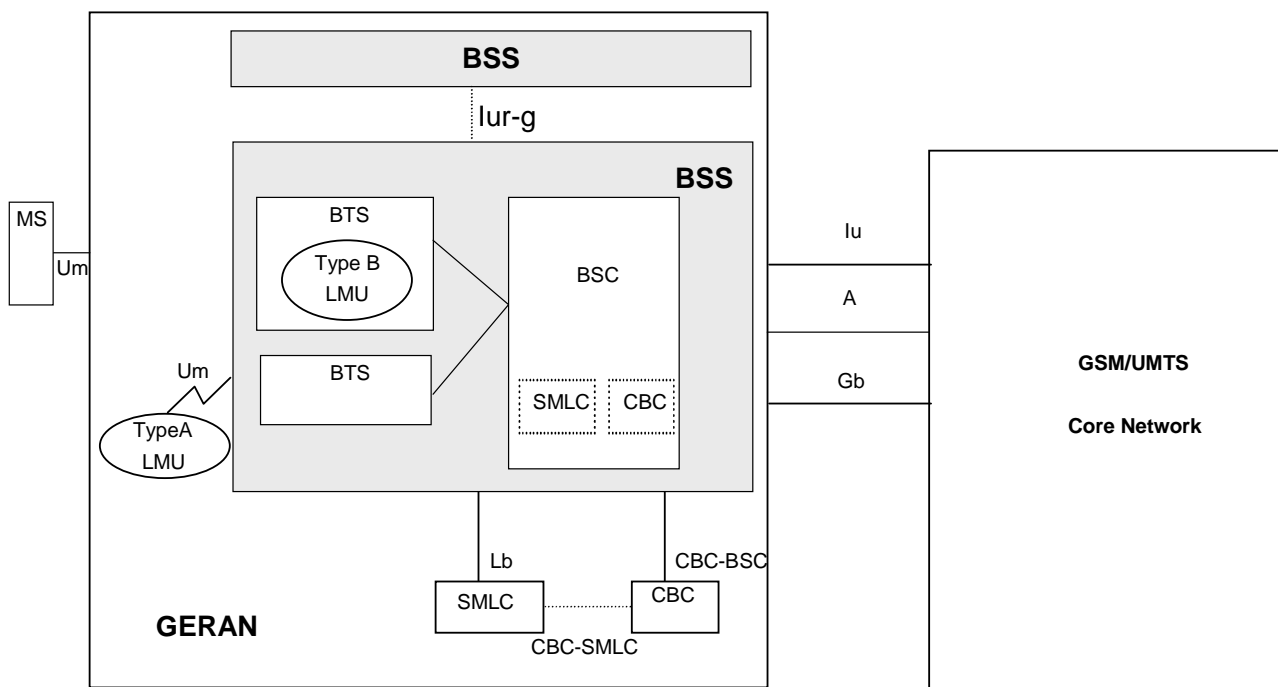 BSS
Iur-g
BSS
MS
Um
BTS
Type B
LMU
BSC
BTS
SMLC
CBC
Um
TypeA
LMU
Iu
A
Gb
GSM/UMTS
Core Network
Lb
CBC-BSC
SMLC
CBC
CBC-SMLC
GERAN